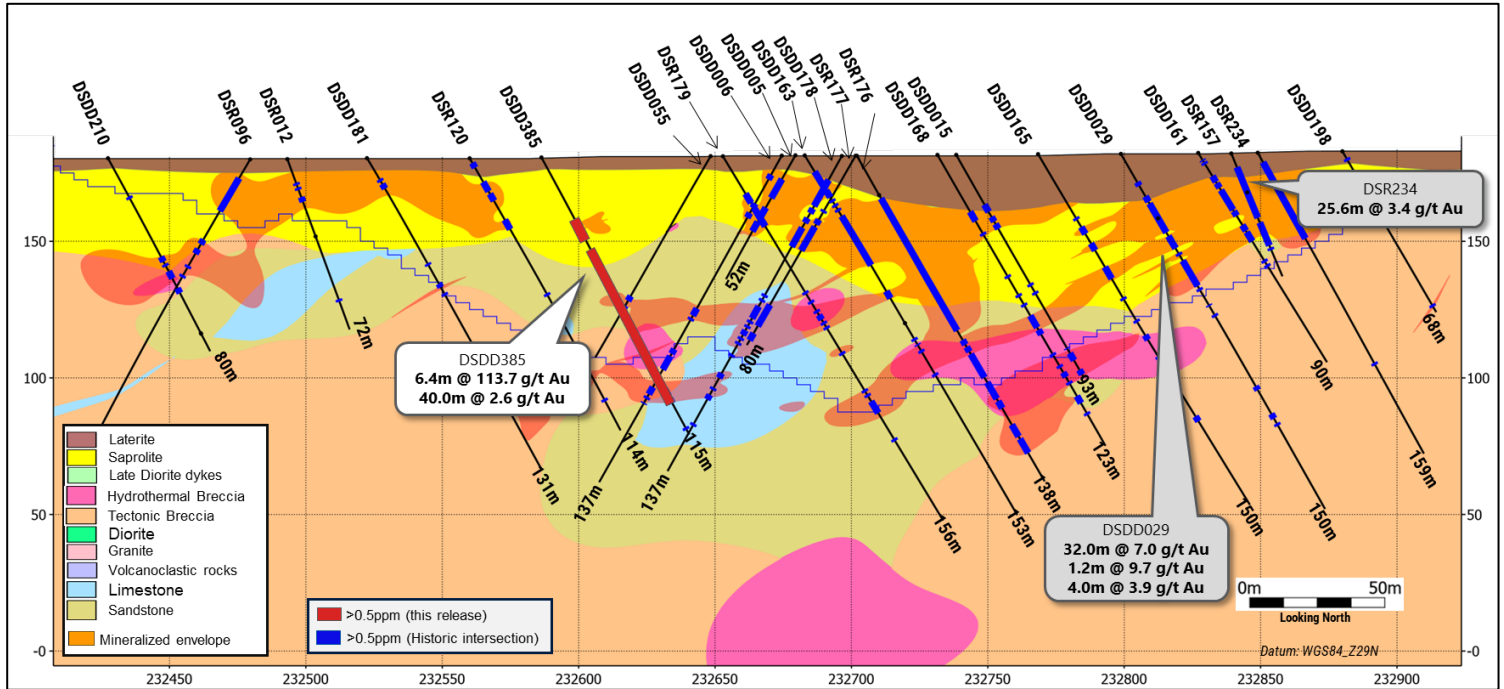 DSDD210
DSR096
DSR012
DSDD181
DSR120
DSDD385
DSDD055
DSR179
DSDD006
DSDD005
DSDD163
DSDD178
DSR177
DSR176
DSDD168
DSDD015
DSDD165
DSDD029
DSDD161
DSR157
DSR234
DSDD198
DSR234
25.6m @ 3.4 g/t Au
150
150
52m
72m
80m
80m
68m
90m
93m
DSDD385
6.4m @ 113.7 g/t Au
40.0m @ 2.6 g/t Au
100
100
114m
115m
131m
137m
137m
123m
138m
153m
156m
150m
150m
159m
50
50
DSDD029
32.0m @ 7.0 g/t Au
1.2m @ 9.7 g/t Au
4.0m @ 3.9 g/t Au
Laterite
Saprolite
Late Diorite dykes
Hydrothermal Breccia
Tectonic Breccia
Diorite
Granite
Volcanoclastic rocks
Limestone
Sandstone
Mineralized envelope
>0.5ppm (this release)
>0.5ppm (Historic intersection)
0m 50m
Looking North
Datum: WGS84_Z29N
-0
-0
232450 232500 232550 232600 232650 232700 232750 232800 232850 232900